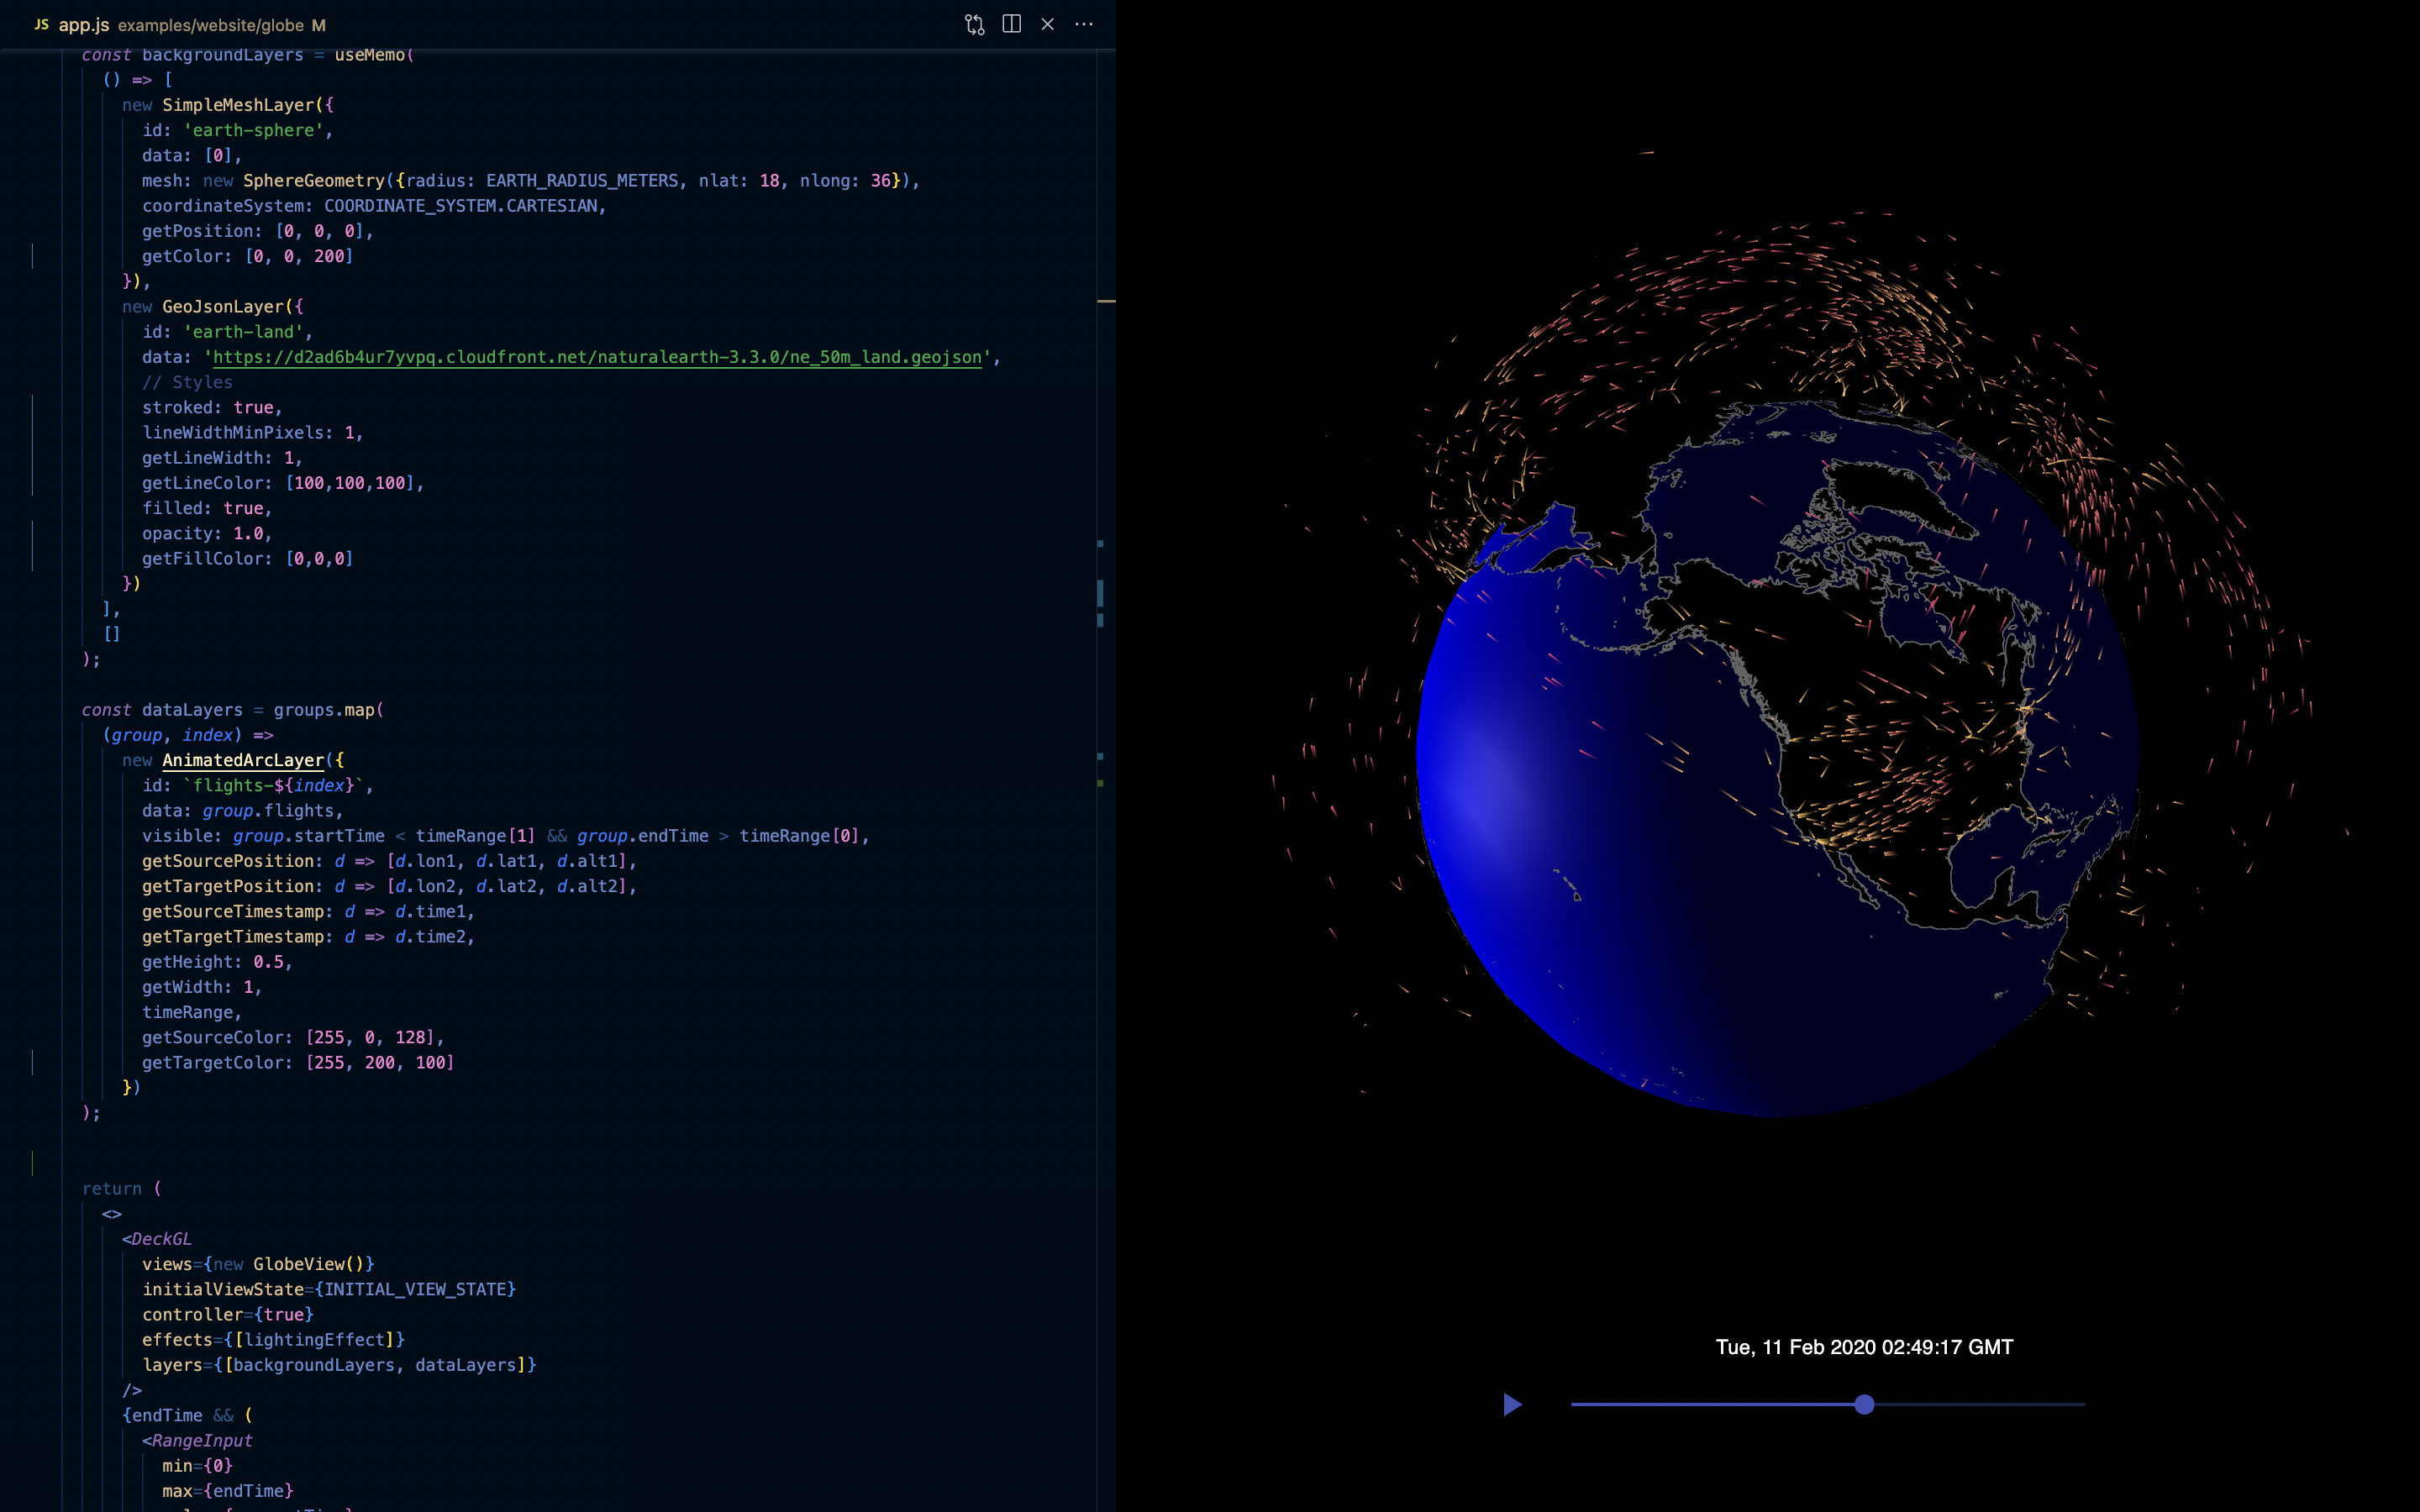 JS app.js examples/website/globe M
const backgroundLayers = useMemo(
() => [
new SimpleMeshLayer({
id: 'earth-sphere',
data: [0],
mesh: new SphereGeometry({radius: EARTH_RADIUS_METERS, nlat: 18, nlong: 36}),
coordinateSystem: COORDINATE_SYSTEM.CARTESIAN,
getPosition: [0, 0, 0],
getColor: [0, 0, 200]
}),
new GeoJsonLayer({
id: 'earth-land',
data: 'https://d2ad6b4ur7yvpq.cloudfront.net/naturalearth-3.3.0/ne_50m_land.geojson',
// Styles
stroked: true,
lineWidthMinPixels: 1,
getLineWidth: 1,
getLineColor: [100,100,100],
filled: true,
opacity: 1.0,
getFillColor: [0,0,0]
})
],
[]
);
const dataLayers = groups.map(
(group, index) =>
new AnimatedArcLayer({
id: `flights-${index}`,
data: group.flights,
visible: group.startTime < timeRange[1] && group.endTime > timeRange[0],
getSourcePosition: d => [d.lon1, d.lat1, d.alt1],
getTargetPosition: d => [d.lon2, d.lat2, d.alt2],
getSourceTimestamp: d => d.time1,
getTargetTimestamp: d => d.time2,
getHeight: 0.5,
getWidth: 1,
timeRange,
getSourceColor: [255, 0, 128],
getTargetColor: [255, 200, 100]
})
);
return (
<>
<DeckGL
views={new GlobeView()}
initialViewState={INITIAL_VIEW_STATE}
controller={true}
effects={[lightingEffect]}
layers={[backgroundLayers, dataLayers]}
/>
{endTime && (
<RangeInput
min={0}
max={endTime}
Tue, 11 Feb 2020 02:49:17 GMT